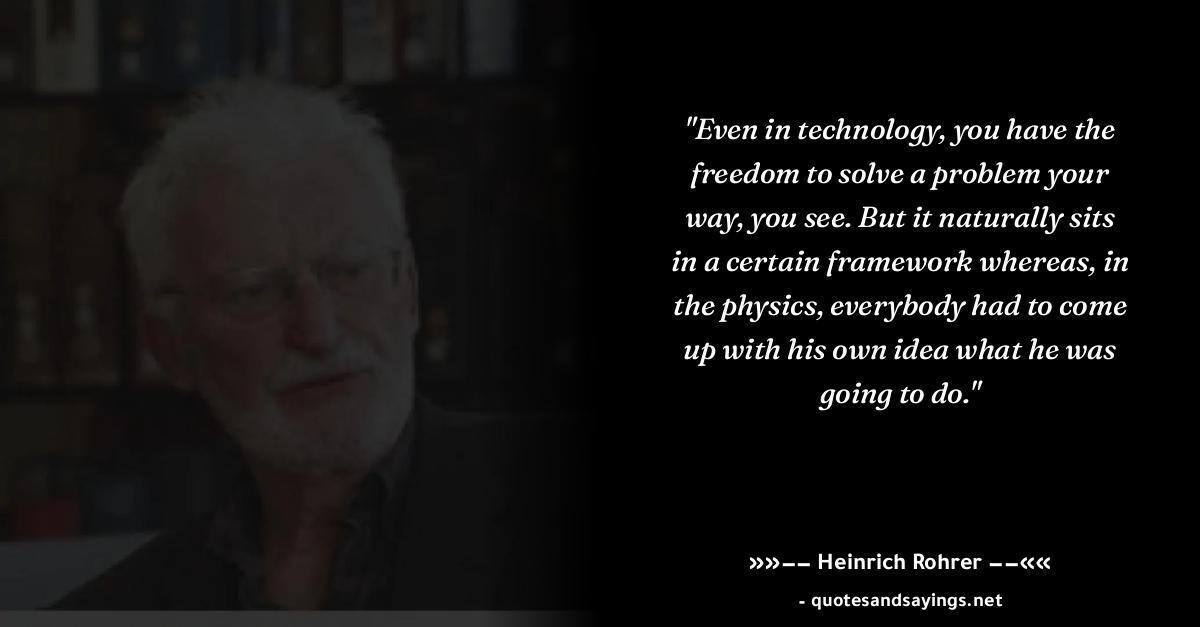 "Even in technology, you have the
freedom to solve a problem your
way, you see. But it naturally sits
in a certain framework whereas, in
the physics, everybody had to come
up with his own idea what he was
going to do."
»»−− Heinrich Rohrer −−««
- quotesandsayings.net